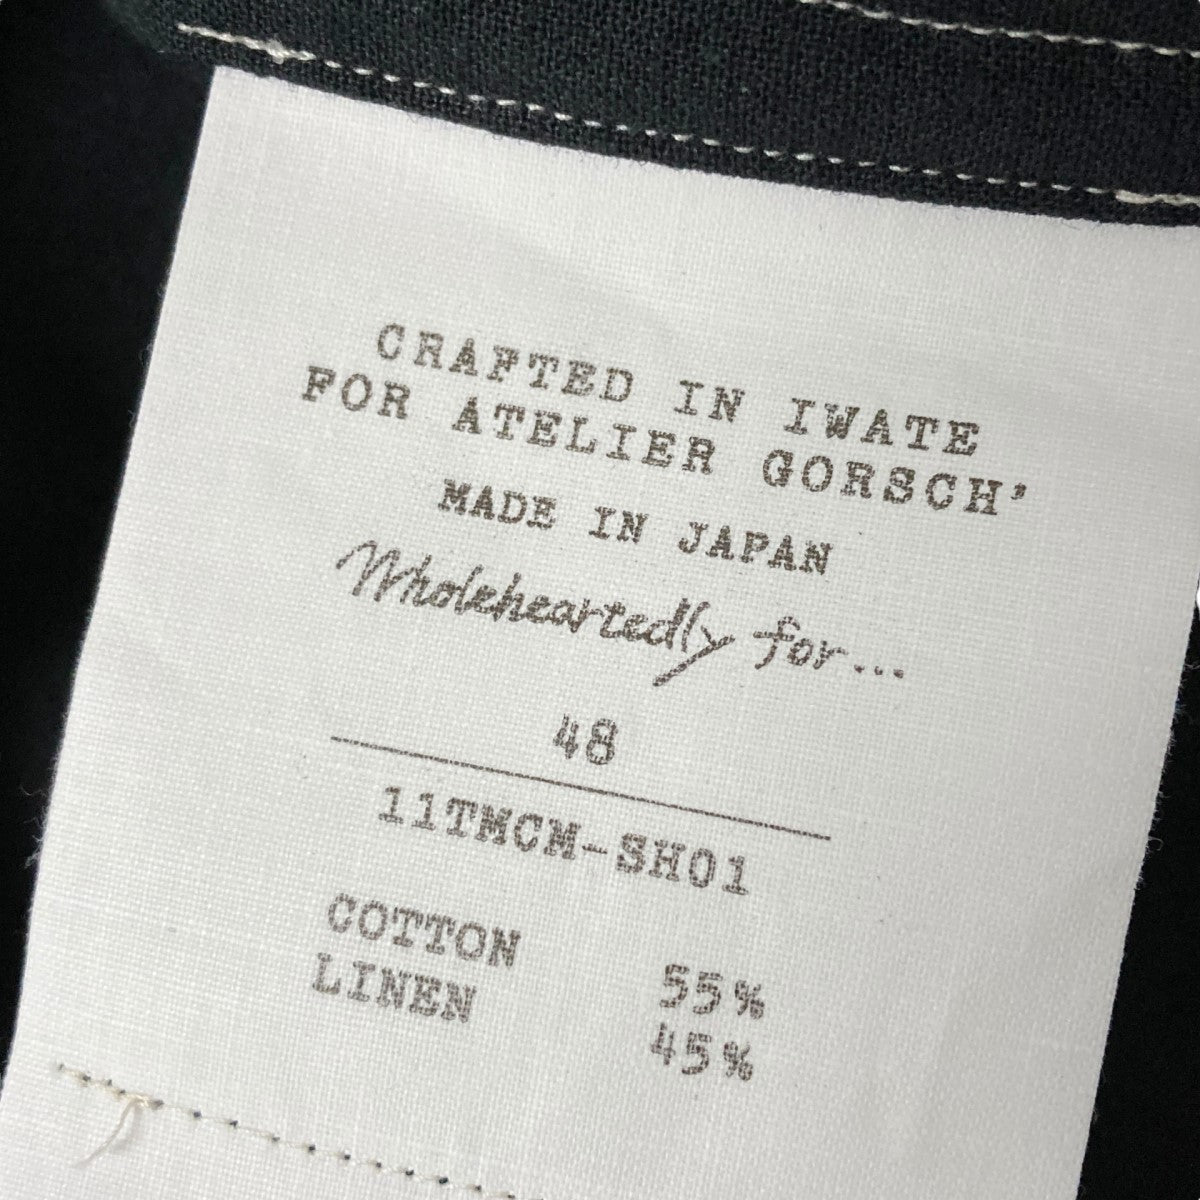 CRAFTED IN IWATE
FOR ATELIER GORSCH'
MADE IN JAPAN
Wholeheartedly for...
48
11TMCM-SH01
COTTON 55%
LINEN 45%